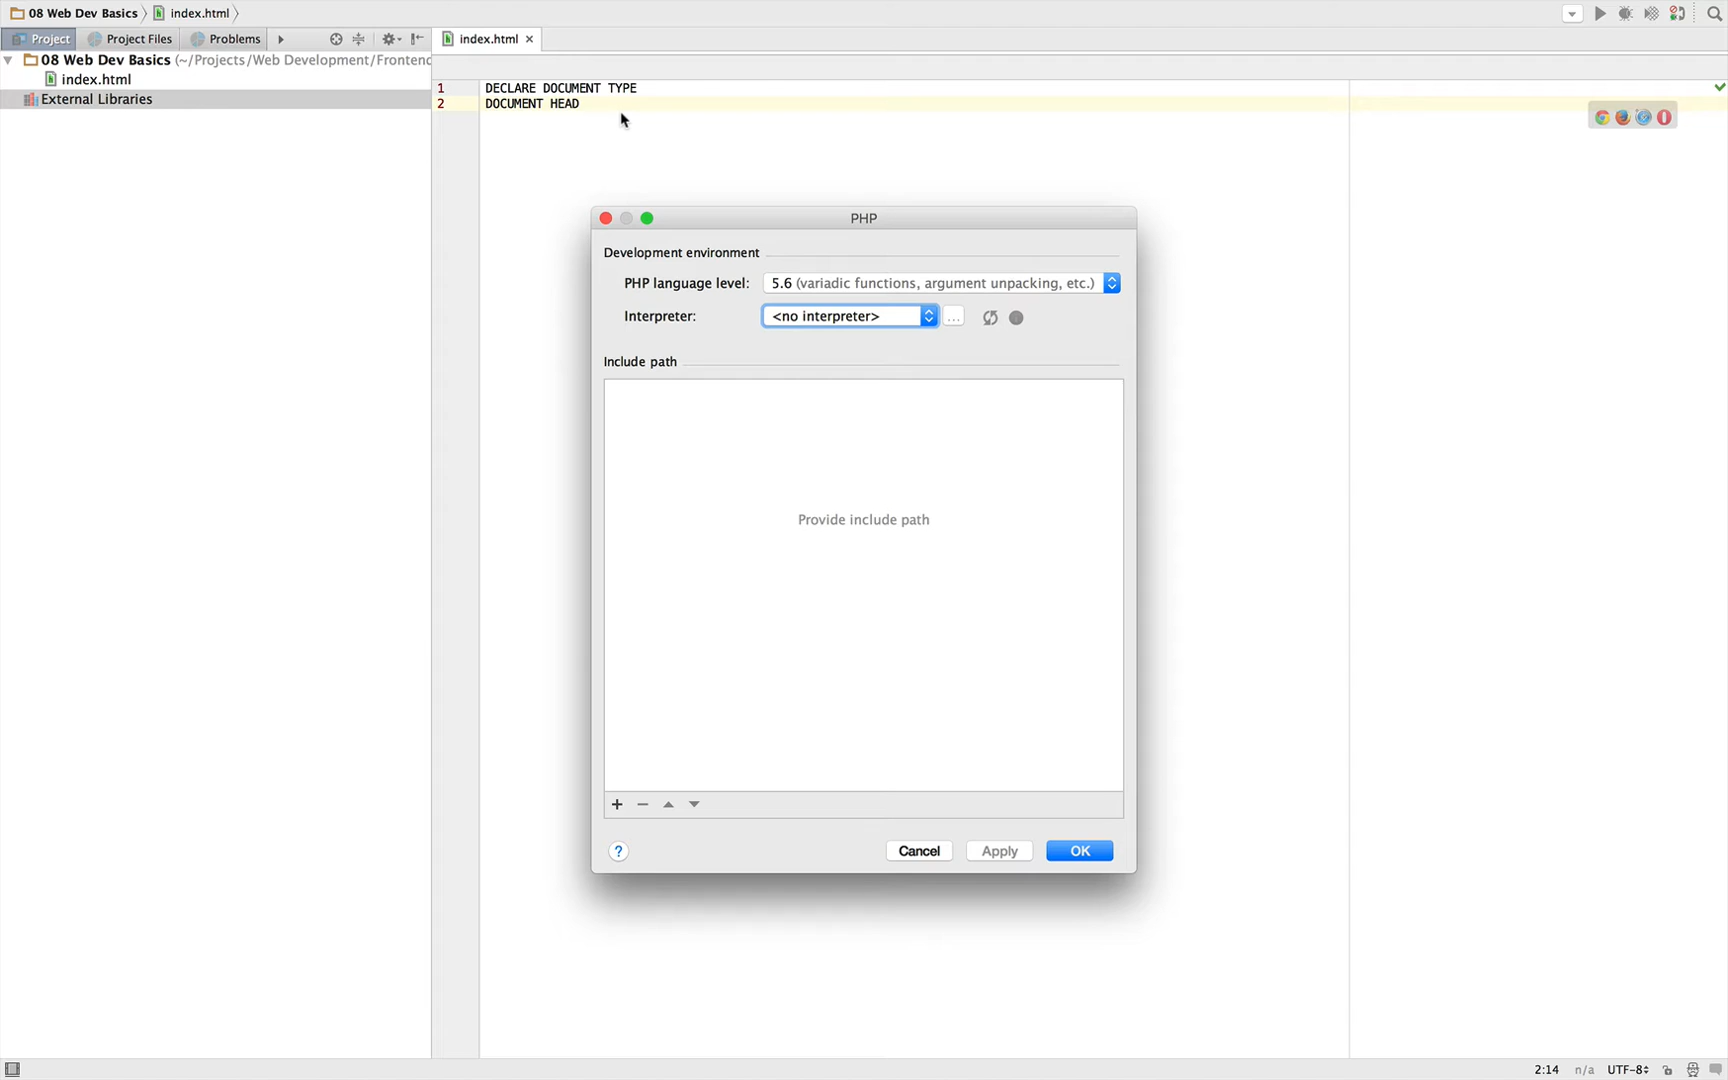 08 Web Dev Basics index.html
Project Project Files Problems index.html
08 Web Dev Basics (~/Projects/Web Development/Frontend
index.html
External Libraries
1 DECLARE DOCUMENT TYPE
2 DOCUMENT HEAD
PHP
Development environment
PHP language level: 5.6 (variadic functions, argument unpacking, etc.)
Interpreter: <no interpreter> ...
Include path
Provide include path
? Cancel Apply OK
2:14 n/a UTF-8